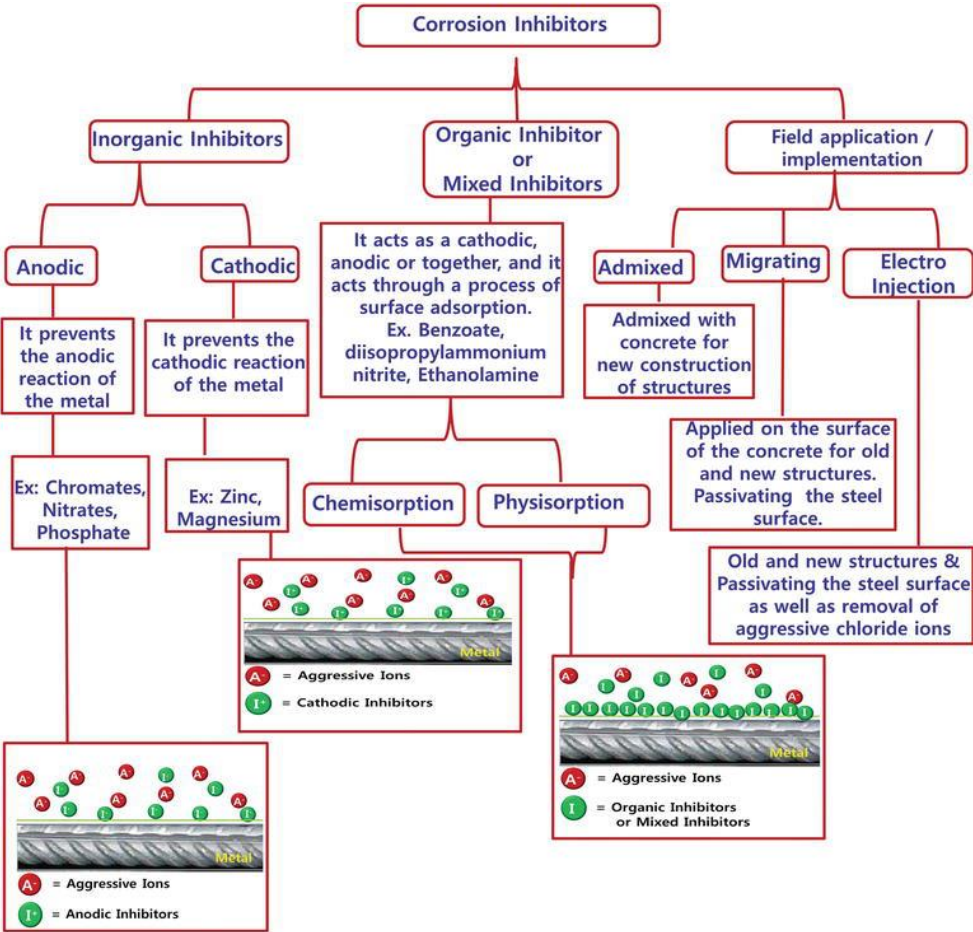 Corrosion Inhibitors
Inorganic Inhibitors
Organic Inhibitor
or
Mixed Inhibitors
Field application /
implementation
Anodic
Cathodic
It acts as a cathodic,
anodic or together, and it
acts through a process of
surface adsorption.
Ex. Benzoate,
diisopropylammonium
nitrite, Ethanolamine
Admixed
Migrating
Electro
Injection
It prevents
the anodic
reaction of
the metal
It prevents the
cathodic reaction
of the metal
Admixed with
concrete for
new construction
of structures
Ex: Chromates,
Nitrates,
Phosphate
Ex: Zinc,
Magnesium
Chemisorption
Physisorption
Applied on the surface
of the concrete for old
and new structures.
Passivating the steel
surface.
Old and new structures &
Passivating the steel surface
as well as removal of
aggressive chloride ions
A- A- A- I+ A-
I+ A- I+
A- I+ I+ A- I+ A-
I+ I+ I+ I+
Metal
A- = Aggressive Ions
I+ = Cathodic Inhibitors
A- A- I A-
I I A- I
I A- A-
I I I I I I I I I I I I I I
Metal
A- = Aggressive Ions
I = Organic Inhibitors
or Mixed Inhibitors
A- A- A- I- A-
I- A- I-
A- I- A- A-
I- I- I- I- I-
Metal
A- = Aggressive Ions
I+ = Anodic Inhibitors